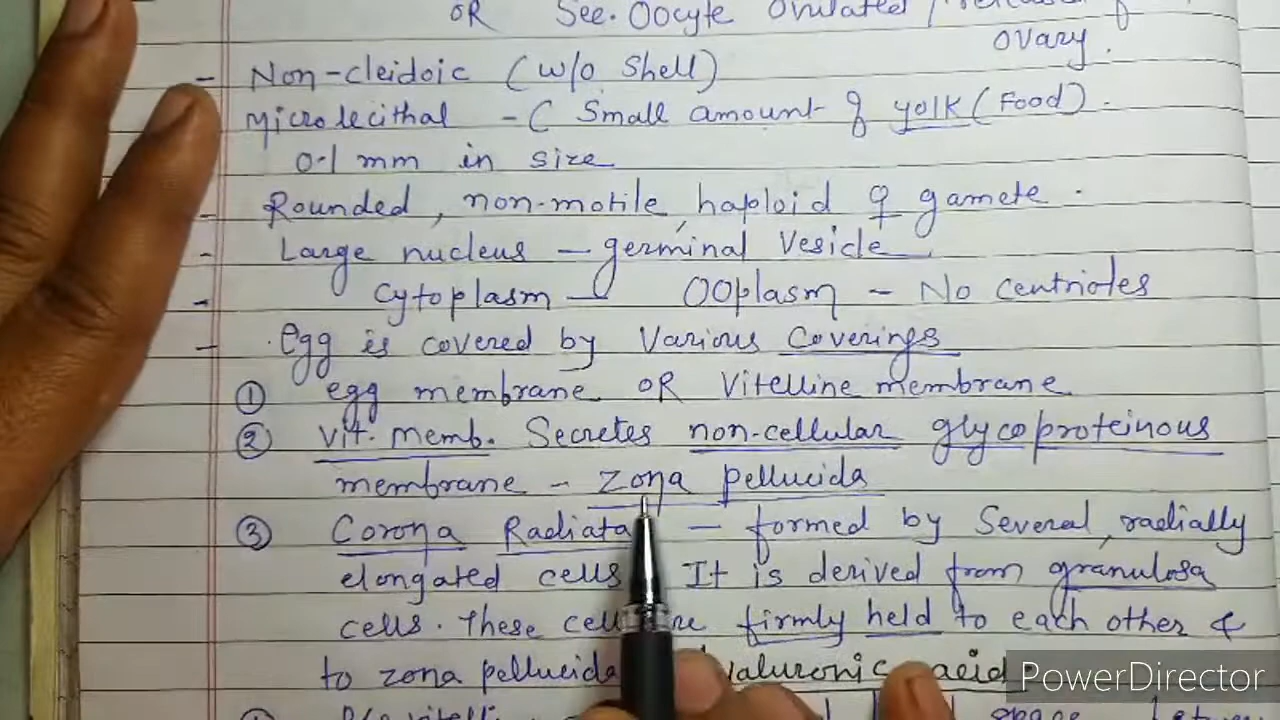 OR See. Oocyte Ovulated / released
Ovary.
- Non-cleidoic (w/o shell)
Microlecithal - ( Small amount of yolk (Food).
0.1 mm in size
- Rounded, non-motile, haploid ♀ gamete.
- Large nucleus — germinal Vesicle.
- Cytoplasm — OOplasm - No centrioles
- Egg is covered by Various Coverings
① egg membrane OR Vitelline membrane
② Vit. memb. Secretes non-cellular glycoproteinous
membrane - zona pellucida
③ Corona Radiata — formed by Several, radially
elongated cells It is derived from granulosa
cells. These firmly held to each other &
to zona pellucida hyaluronic acid
PowerDirector